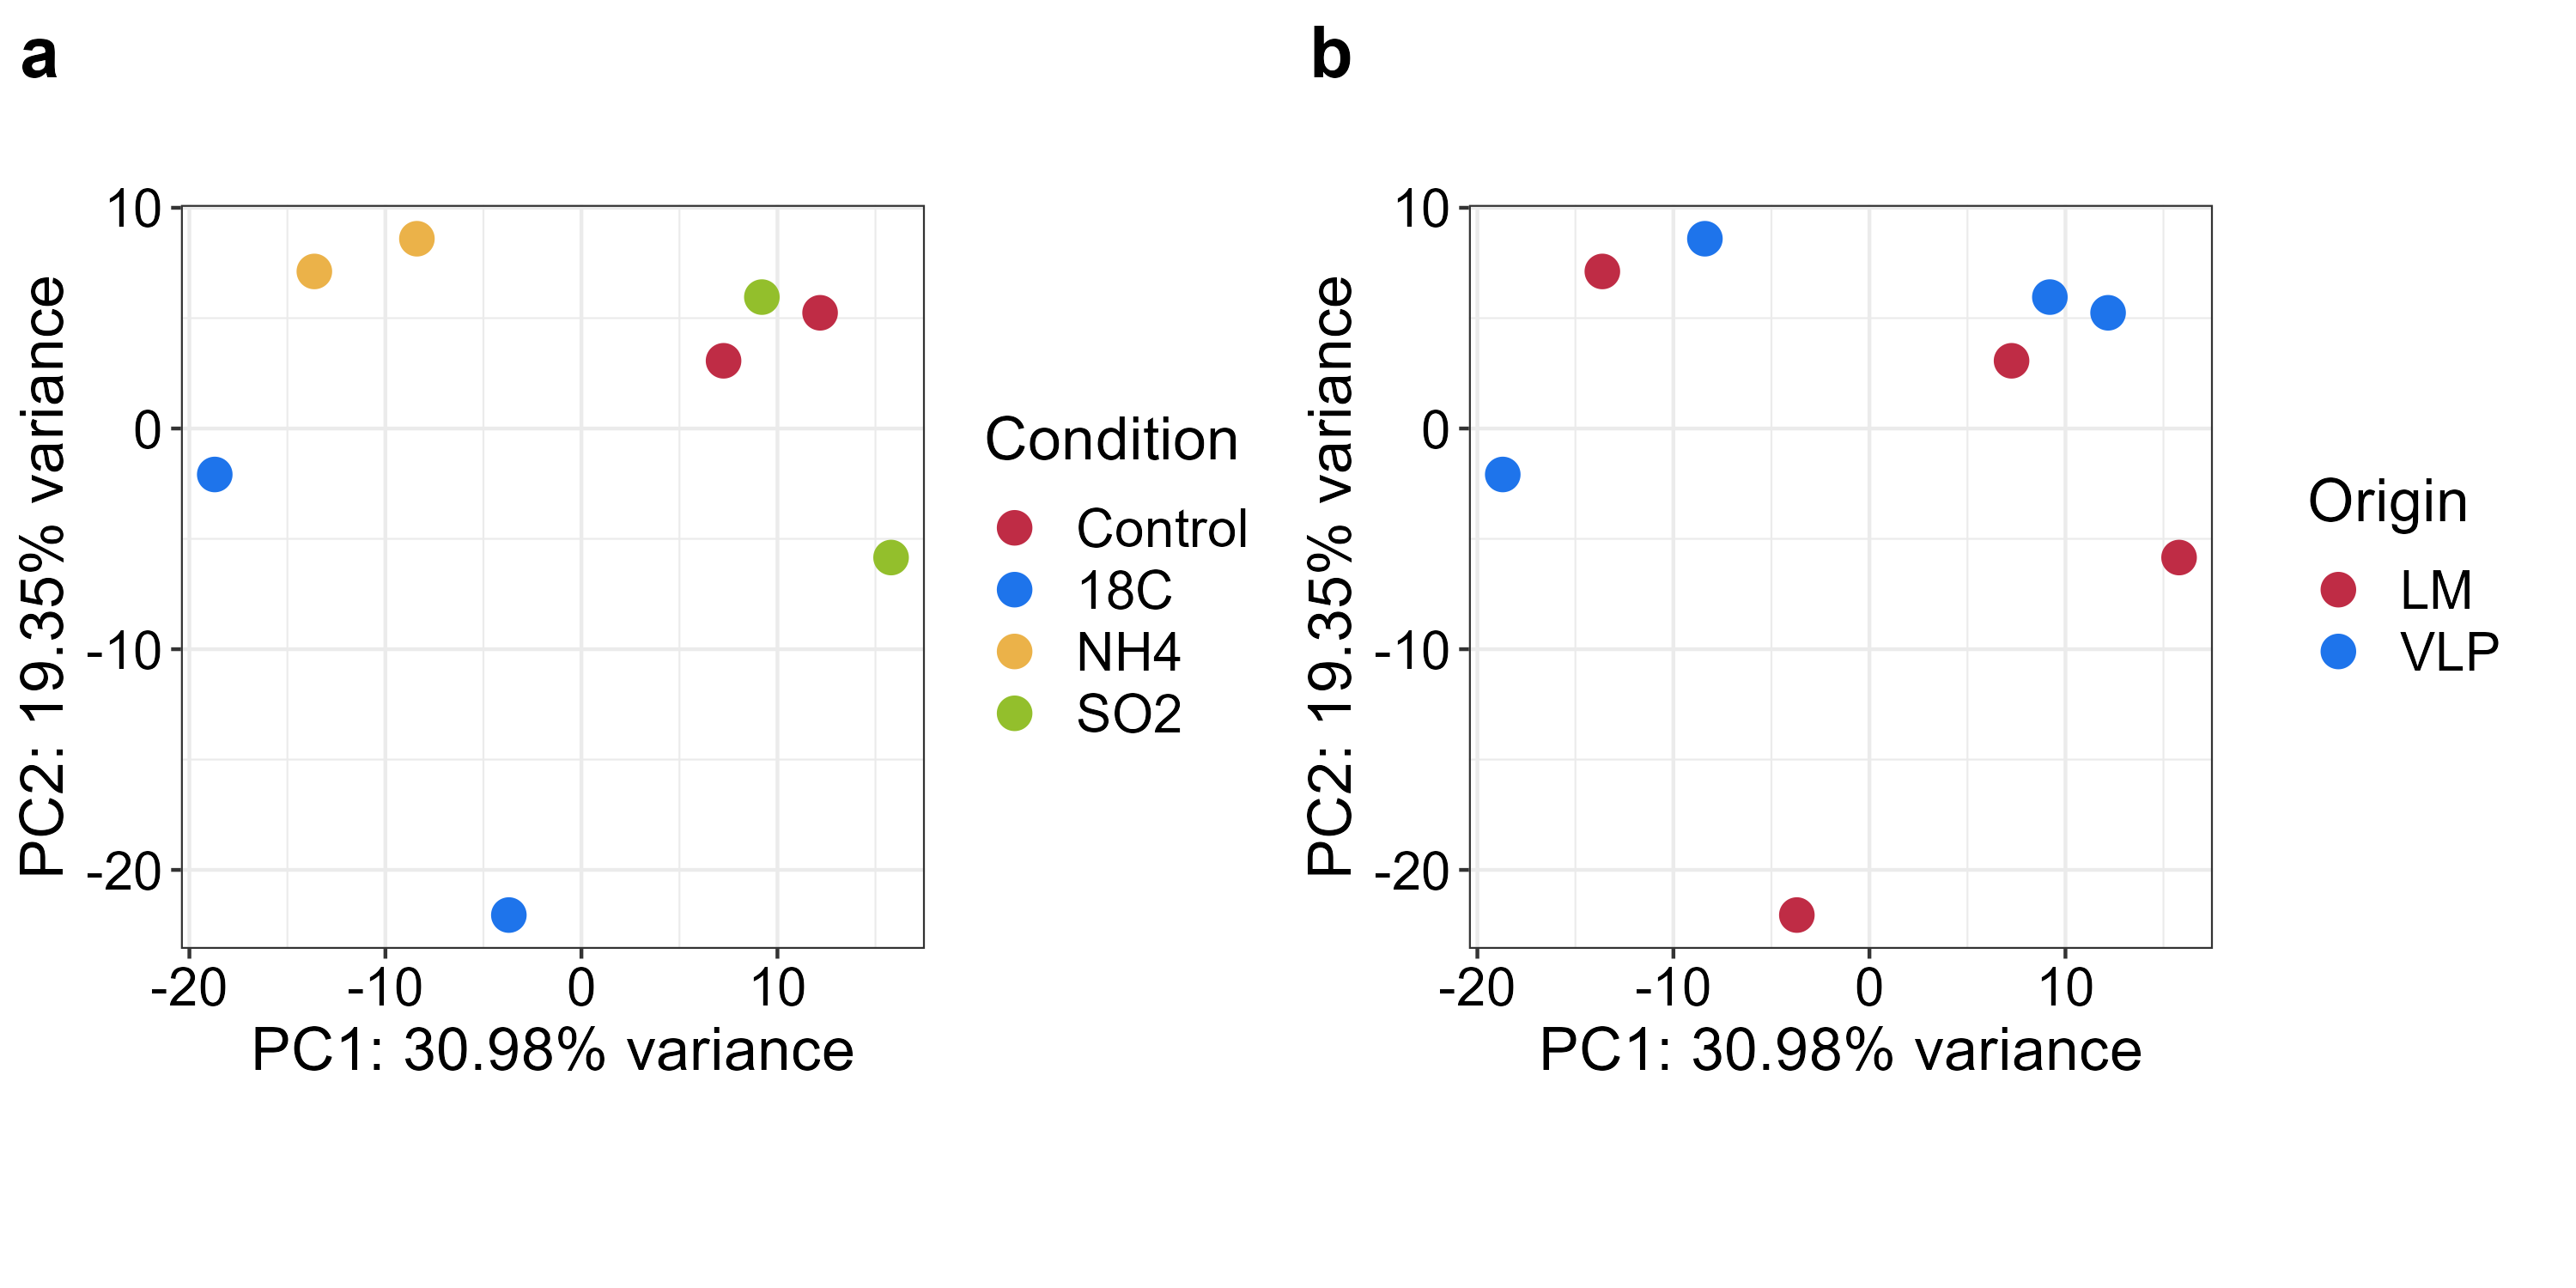 a
10
0
-10
-20
PC2: 19.35% variance
-20 -10 0 10
PC1: 30.98% variance
Condition
Control
18C
NH4
SO2
b
10
0
-10
-20
PC2: 19.35% variance
-20 -10 0 10
PC1: 30.98% variance
Origin
LM
VLP